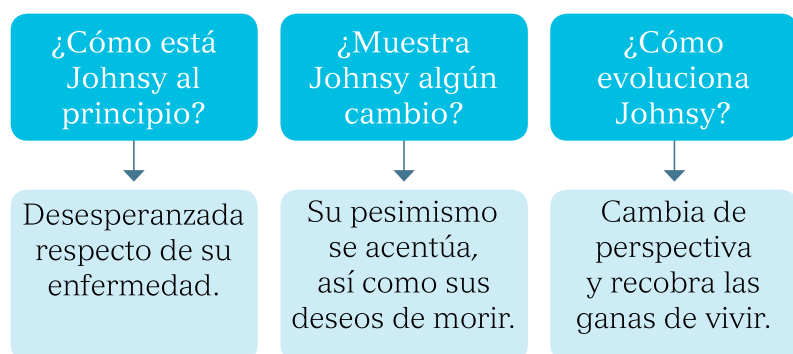 ¿Cómo está
Johnsy al
principio?
¿Muestra
Johnsy algún
cambio?
¿Cómo
evoluciona
Johnsy?
Desesperanzada
respecto de su
enfermedad.
Su pesimismo
se acentúa,
así como sus
deseos de morir.
Cambia de
perspectiva
y recobra las
ganas de vivir.